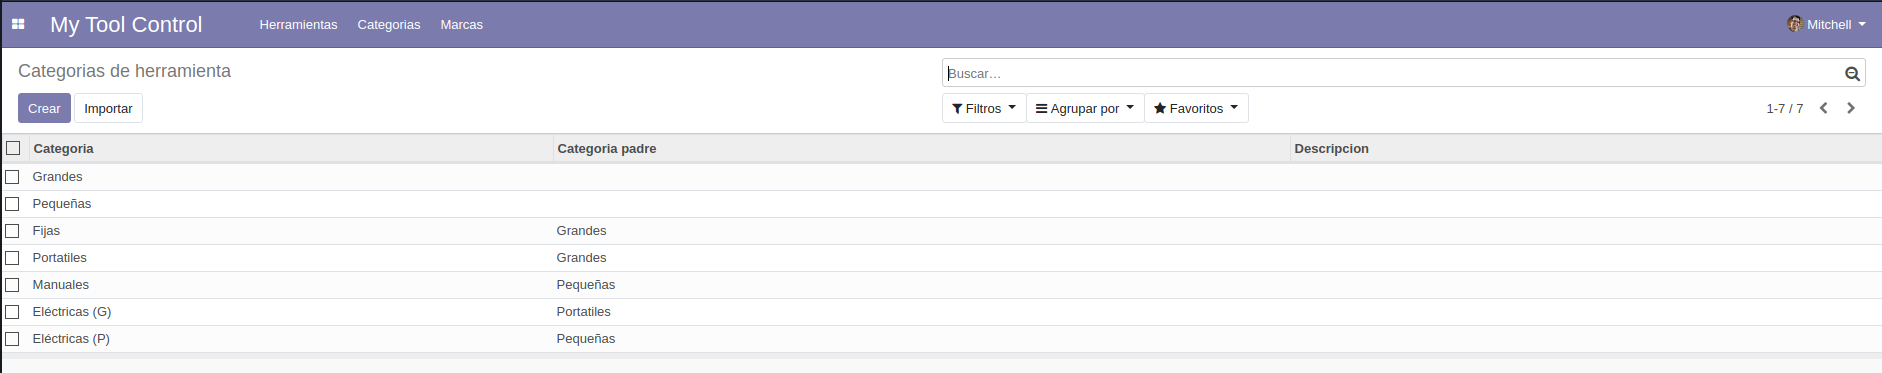 My Tool Control Herramientas Categorias Marcas Mitchell
Categorias de herramienta
Buscar...
Crear Importar Filtros Agrupar por Favoritos 1-7 / 7
Categoria Categoria padre Descripcion
Grandes
Pequeñas
Fijas Grandes
Portatiles Grandes
Manuales Pequeñas
Eléctricas (G) Portatiles
Eléctricas (P) Pequeñas